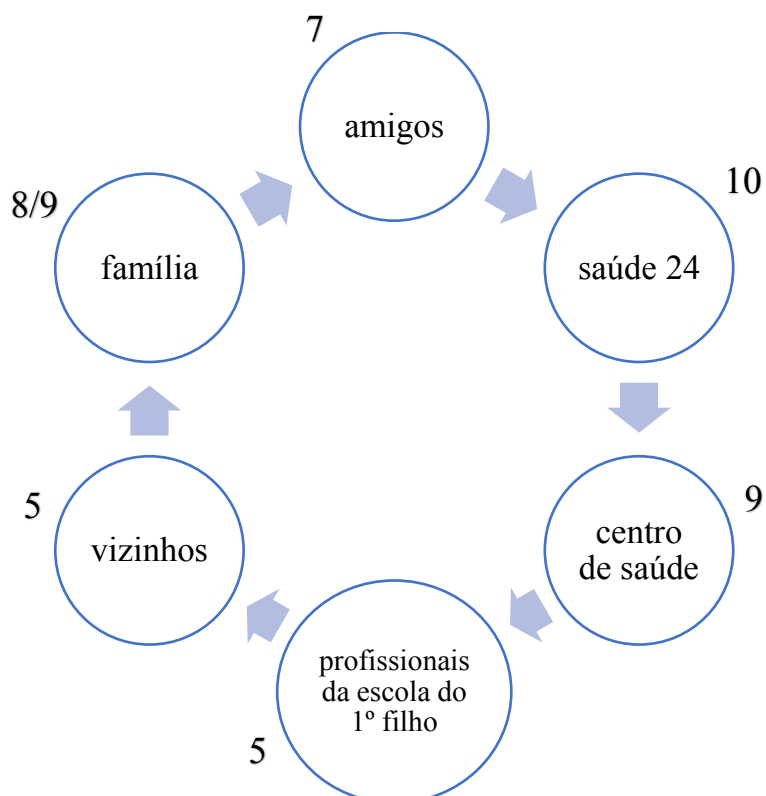 7
amigos
10
saúde 24
9
centro
de saúde
profissionais
da escola do
1º filho
5
5
vizinhos
8/9
família